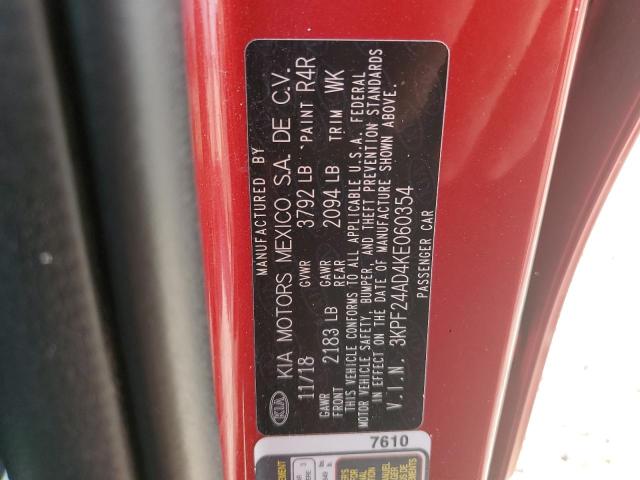 MANUFACTURED BY
KIA KIA MOTORS MEXICO S.A. DE C.V.
11/18 GVWR 3792 LB PAINT R4R
GAWR FRONT 2183 LB GAWR REAR 2094 LB TRIM WK
THIS VEHICLE CONFORMS TO ALL APPLICABLE U.S.A. FEDERAL
MOTOR VEHICLE SAFETY, BUMPER, AND THEFT PREVENTION STANDARDS
IN EFFECT ON THE DATE OF MANUFACTURE SHOWN ABOVE.
V.I.N. 3KPF24AD4KE060354
PASSENGER CAR
7610